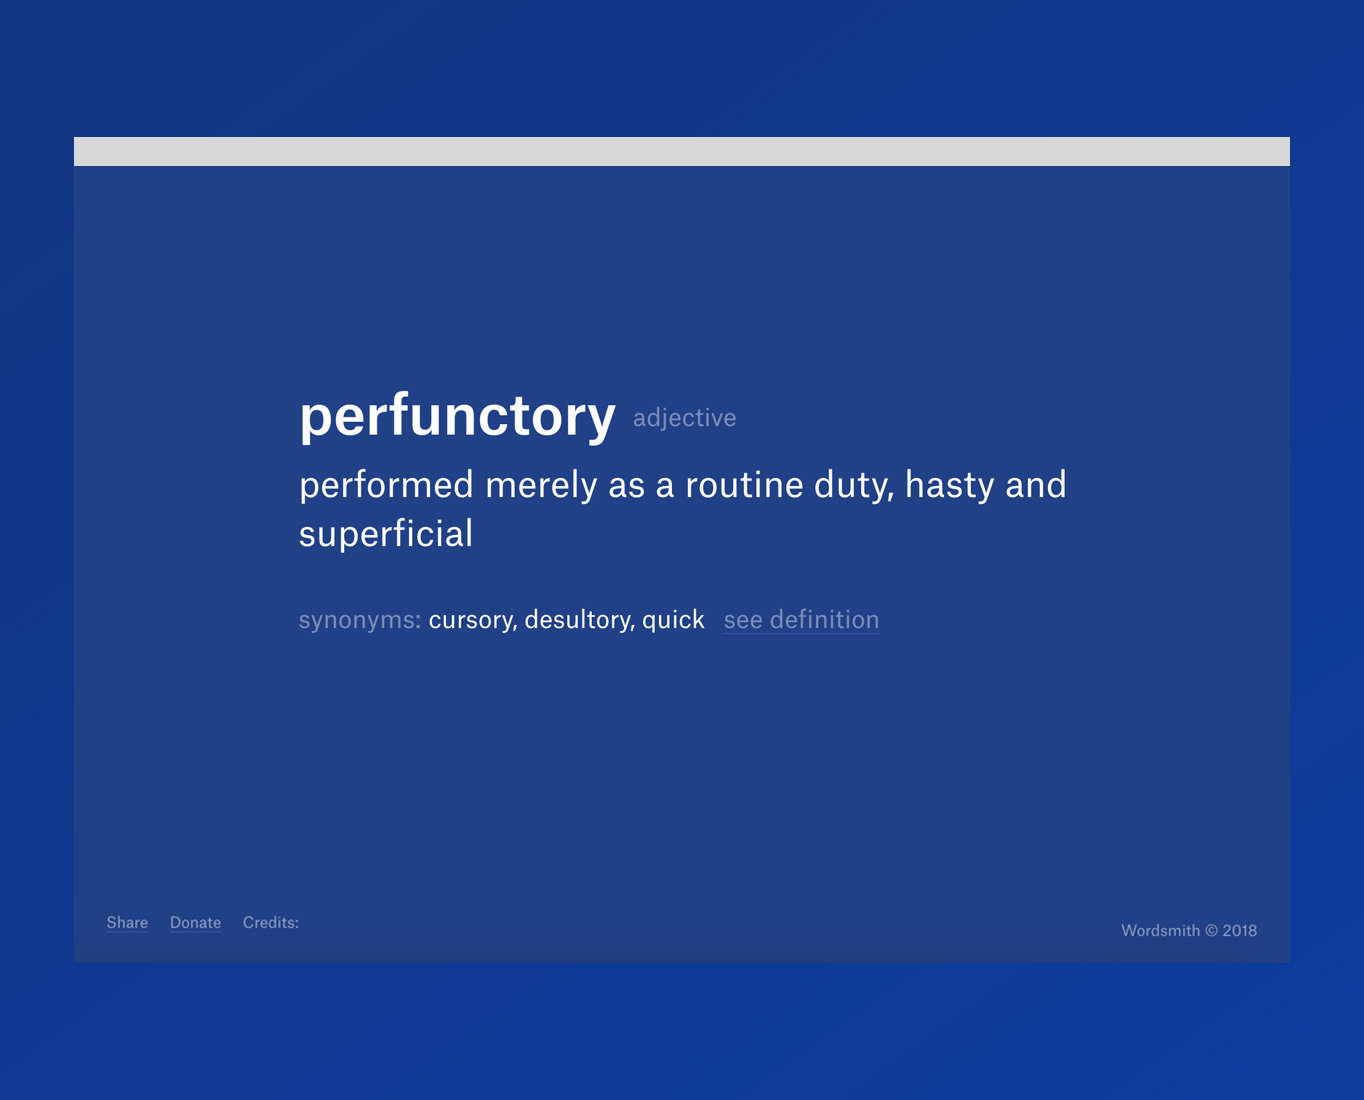 perfunctory adjective
performed merely as a routine duty, hasty and
superficial
synonyms: cursory, desultory, quick see definition
Share Donate Credits:
Wordsmith © 2018